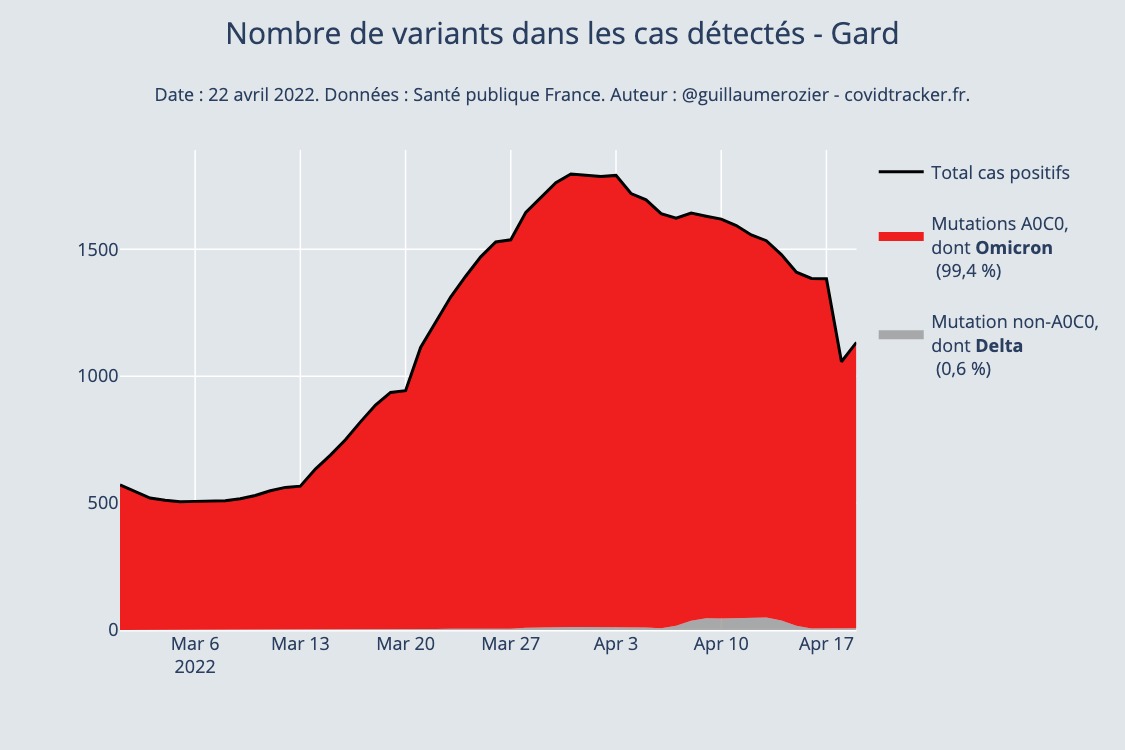 Nombre de variants dans les cas détectés - Gard
Date : 22 avril 2022. Données : Santé publique France. Auteur : @guillaumerozier - covidtracker.fr.
Total cas positifs
Mutations A0C0,
dont Omicron
(99,4 %)
Mutation non-A0C0,
dont Delta
(0,6 %)
1500
1000
500
0
Mar 6
2022
Mar 13
Mar 20
Mar 27
Apr 3
Apr 10
Apr 17